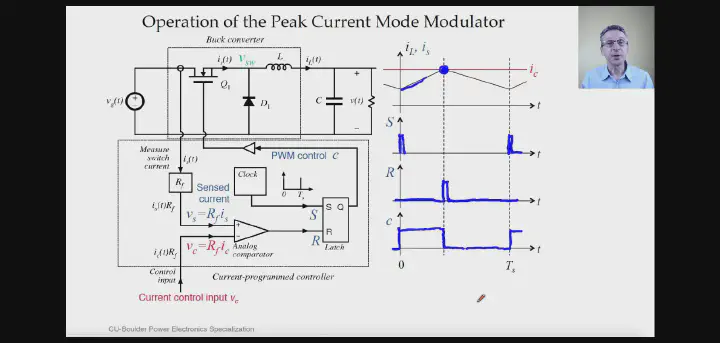 Operation of the Peak Current Mode Modulator
Buck converter
i_s(t)
v_sw
L
i_L(t)
Q_1
D_1
C
v_g(t)
+
v(t)
–
Measure
switch
current
i_s(t)
PWM control c
R_f
Sensed
current
Clock
0
T_s
i_s(t)R_f
v_s=R_f i_s
S
S Q
R
R
Latch
+
–
Analog
comparator
i_c(t)R_f
v_c=R_f i_c
Control
input
Current-programmed controller
Current control input v_c
i_L, i_s
i_c
t
S
t
R
t
c
t
0
T_s
CU-Boulder Power Electronics Specialization